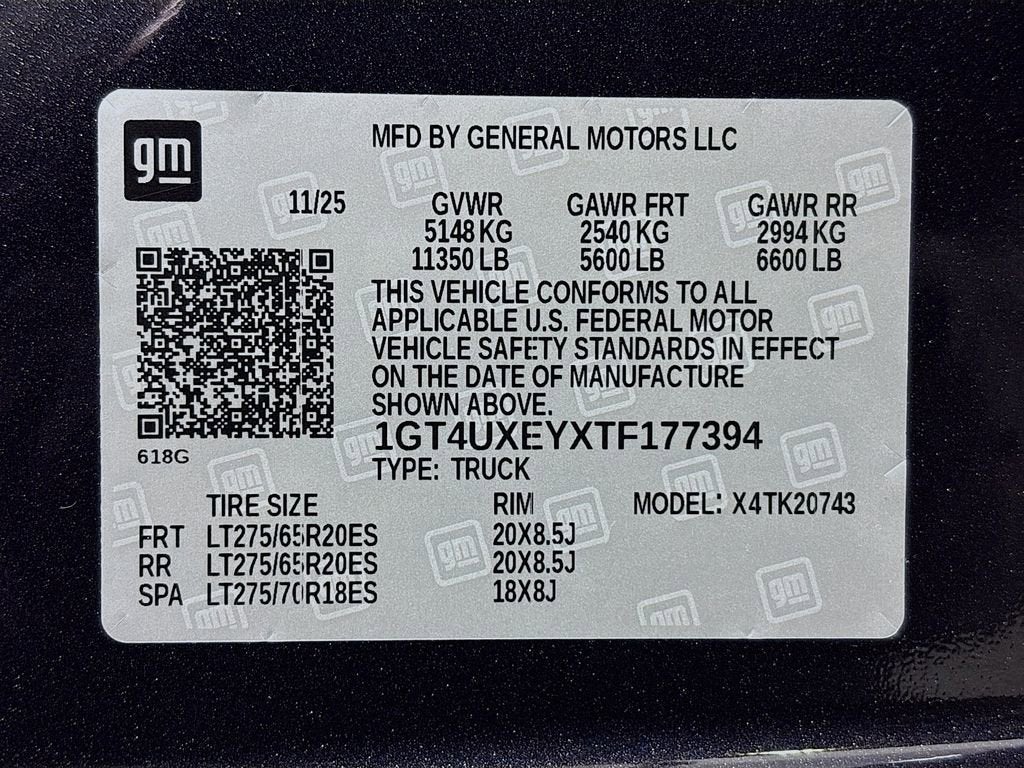 gm
MFD BY GENERAL MOTORS LLC
11/25 GVWR GAWR FRT GAWR RR
5148 KG 2540 KG 2994 KG
11350 LB 5600 LB 6600 LB
THIS VEHICLE CONFORMS TO ALL
APPLICABLE U.S. FEDERAL MOTOR
VEHICLE SAFETY STANDARDS IN EFFECT
ON THE DATE OF MANUFACTURE
SHOWN ABOVE.
1GT4UXEYXTF177394
618G
TYPE: TRUCK
TIRE SIZE RIM MODEL: X4TK20743
FRT LT275/65R20ES 20X8.5J
RR LT275/65R20ES 20X8.5J
SPA LT275/70R18ES 18X8J